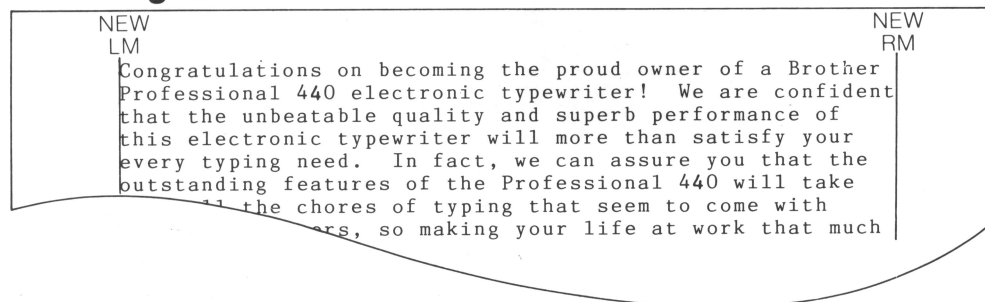 NEW NEW
LM RM
Congratulations on becoming the proud owner of a Brother
Professional 440 electronic typewriter!  We are confident
that the unbeatable quality and superb performance of
this electronic typewriter will more than satisfy your
every typing need.  In fact, we can assure you that the
outstanding features of the Professional 440 will take
the chores of typing that seem to come with
so making your life at work that much